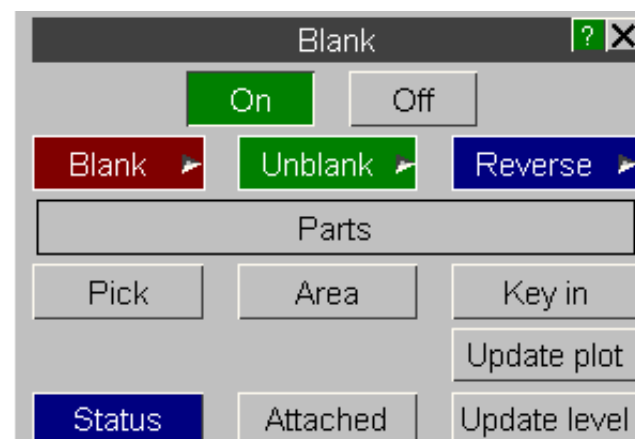 Blank ? X
On Off
Blank Unblank Reverse
Parts
Pick Area Key in
Update plot
Status Attached Update level